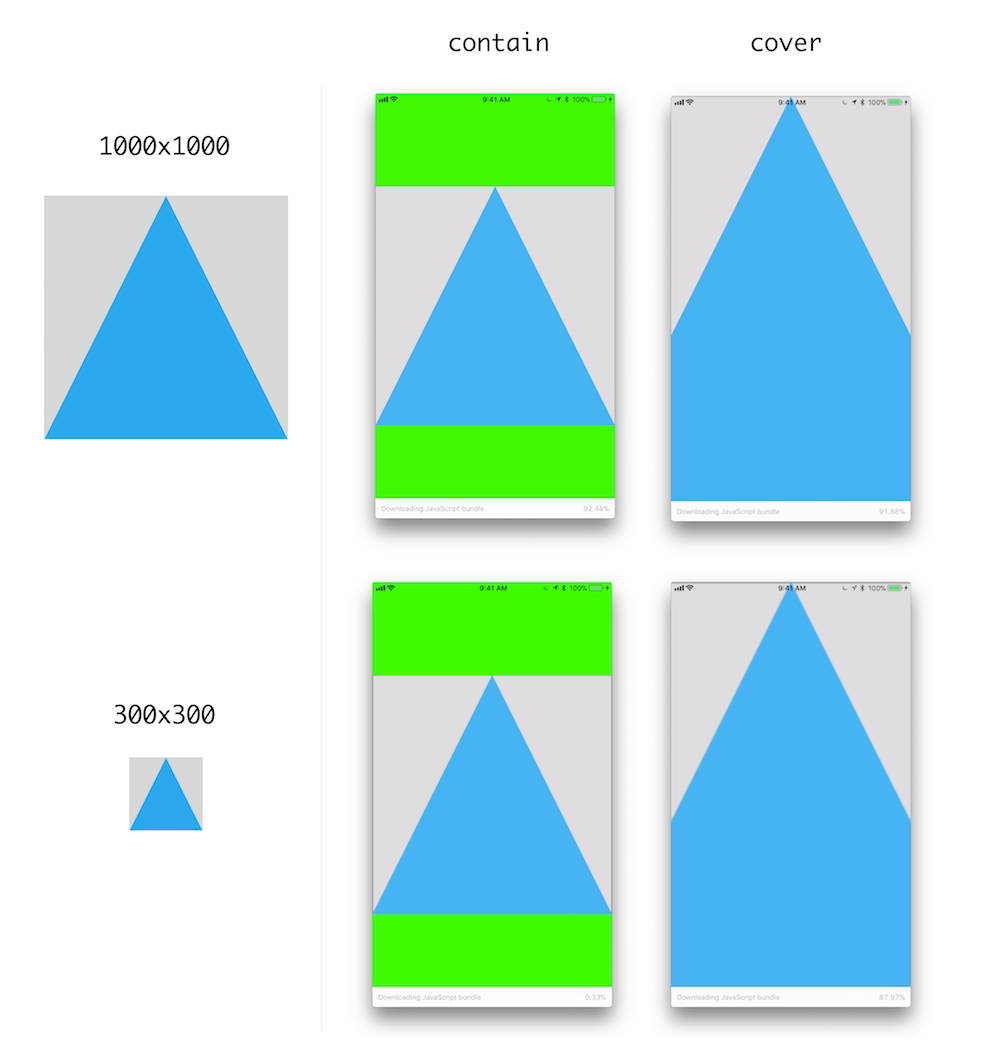 contain cover
1000x1000
9:41 AM 100%
9:41 AM 100%
Downloading JavaScript bundle 92.48%
Downloading JavaScript bundle 91.88%
300x300
9:41 AM 100%
9:41 AM 100%
Downloading JavaScript bundle 0.33%
Downloading JavaScript bundle 87.97%